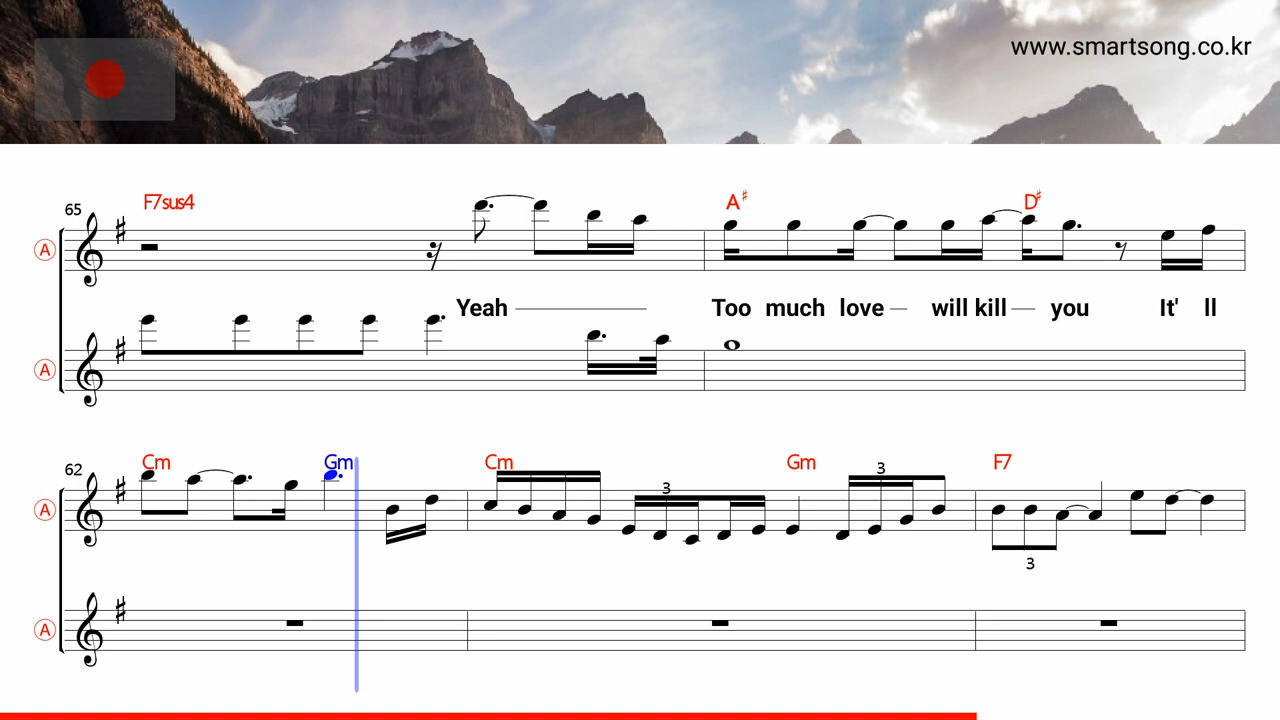 www.smartsong.co.kr
F7sus4 A♯ D♯
65
A
Yeah Too much love will kill you It' ll
A
Cm Gm Cm Gm F7
62
3 3
A
3
A